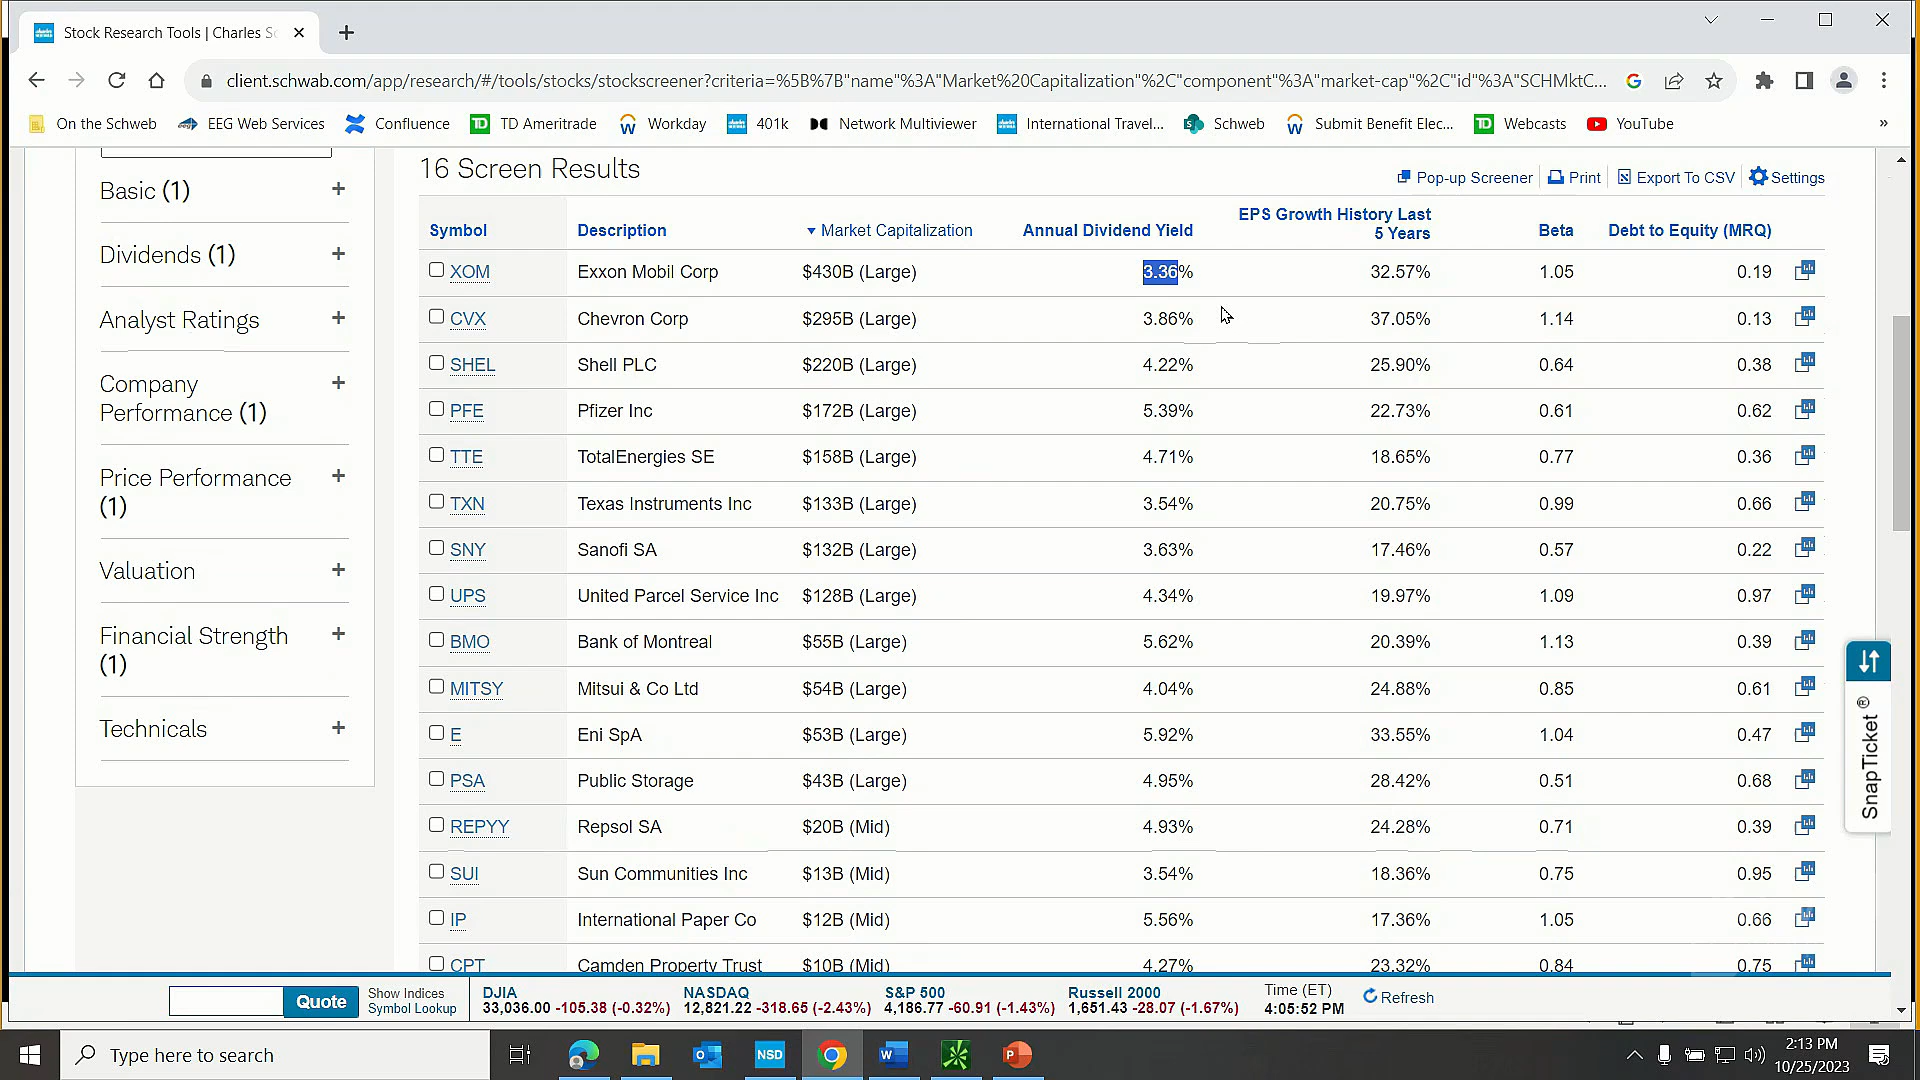 Stock Research Tools | Charles Sc
client.schwab.com/app/research/#/tools/stocks/stockscreener?criteria=%5B%7B"name"%3A"Market%20Capitalization"%2C"component"%3A"market-cap"%2C"id"%3A"SCHMktC...
On the Schweb EEG Web Services Confluence TD Ameritrade Workday 401k Network Multiviewer International Travel... Schweb Submit Benefit Elec... Webcasts YouTube »
16 Screen Results
Pop-up Screener Print Export To CSV Settings
Basic (1) +
Dividends (1) +
Analyst Ratings +
Company Performance (1) +
Price Performance (1) +
Valuation +
Financial Strength (1) +
Technicals +
Symbol Description ▼ Market Capitalization Annual Dividend Yield EPS Growth History Last 5 Years Beta Debt to Equity (MRQ)
XOM Exxon Mobil Corp $430B (Large) 3.36% 32.57% 1.05 0.19
CVX Chevron Corp $295B (Large) 3.86% 37.05% 1.14 0.13
SHEL Shell PLC $220B (Large) 4.22% 25.90% 0.64 0.38
PFE Pfizer Inc $172B (Large) 5.39% 22.73% 0.61 0.62
TTE TotalEnergies SE $158B (Large) 4.71% 18.65% 0.77 0.36
TXN Texas Instruments Inc $133B (Large) 3.54% 20.75% 0.99 0.66
SNY Sanofi SA $132B (Large) 3.63% 17.46% 0.57 0.22
UPS United Parcel Service Inc $128B (Large) 4.34% 19.97% 1.09 0.97
BMO Bank of Montreal $55B (Large) 5.62% 20.39% 1.13 0.39
MITSY Mitsui & Co Ltd $54B (Large) 4.04% 24.88% 0.85 0.61
E Eni SpA $53B (Large) 5.92% 33.55% 1.04 0.47
PSA Public Storage $43B (Large) 4.95% 28.42% 0.51 0.68
REPYY Repsol SA $20B (Mid) 4.93% 24.28% 0.71 0.39
SUI Sun Communities Inc $13B (Mid) 3.54% 18.36% 0.75 0.95
IP International Paper Co $12B (Mid) 5.56% 17.36% 1.05 0.66
CPT Camden Property Trust $10B (Mid) 4.27% 23.32% 0.84 0.75
SnapTicket ®
Quote
Show Indices
Symbol Lookup
DJIA
33,036.00 -105.38 (-0.32%)
NASDAQ
12,821.22 -318.65 (-2.43%)
S&P 500
4,186.77 -60.91 (-1.43%)
Russell 2000
1,651.43 -28.07 (-1.67%)
Time (ET)
4:05:52 PM
Refresh
Type here to search
NSD
2:13 PM
10/25/2023